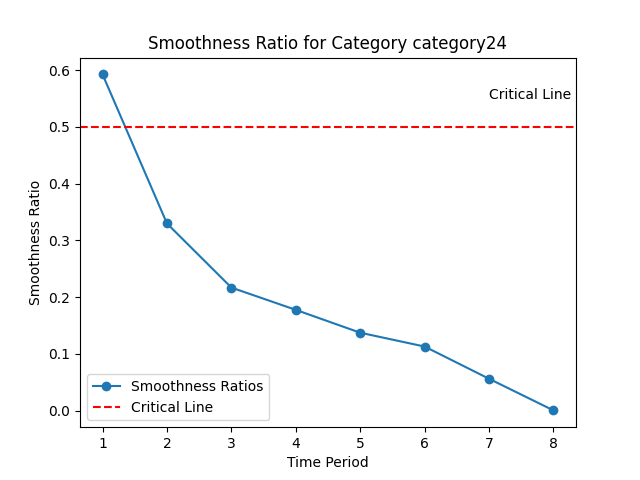 Smoothness Ratio for Category category24
Smoothness Ratio
0.6
0.5
0.4
0.3
0.2
0.1
0.0
Critical Line
Smoothness Ratios
Critical Line
1 2 3 4 5 6 7 8
Time Period